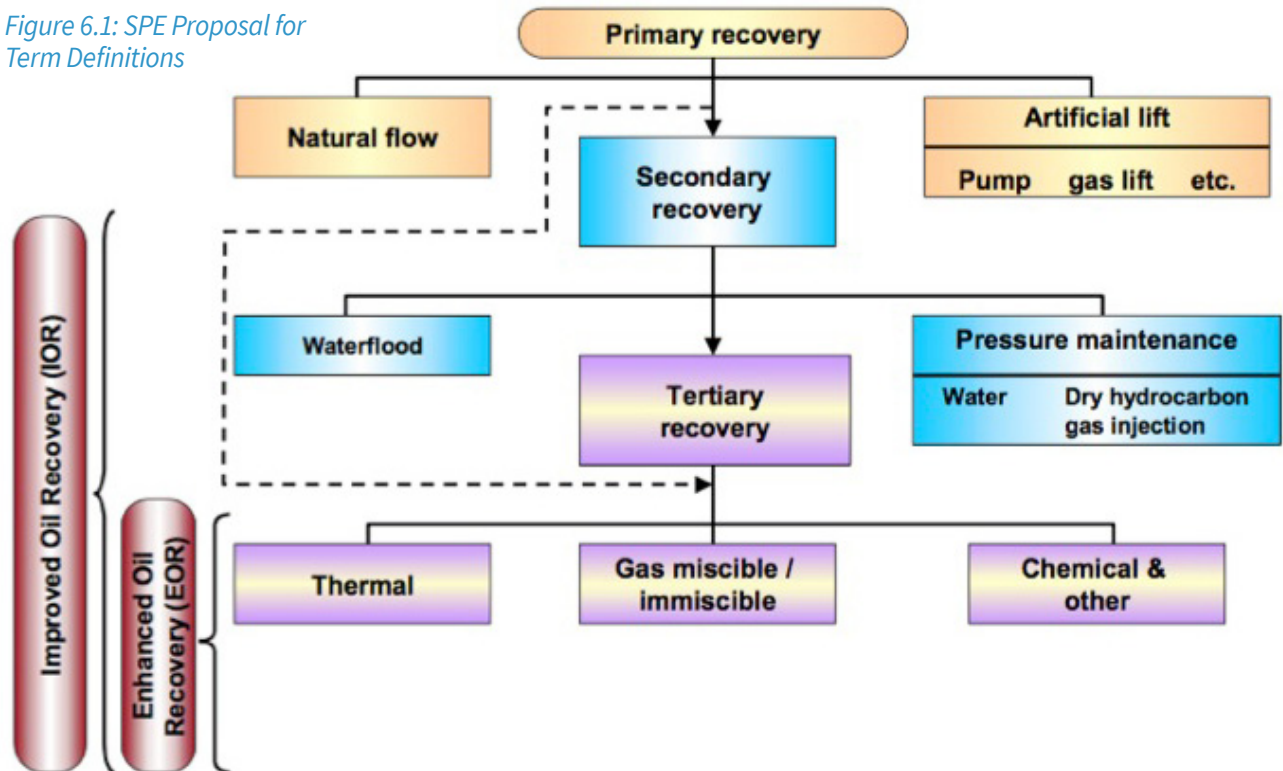 Figure 6.1: SPE Proposal for
Term Definitions
Primary recovery
Natural flow
Artificial lift
Pump gas lift etc.
Secondary
recovery
Waterflood
Pressure maintenance
Water Dry hydrocarbon
gas injection
Tertiary
recovery
Thermal
Gas miscible /
immiscible
Chemical &
other
Improved Oil Recovery (IOR)
Enhanced Oil
Recovery (EOR)